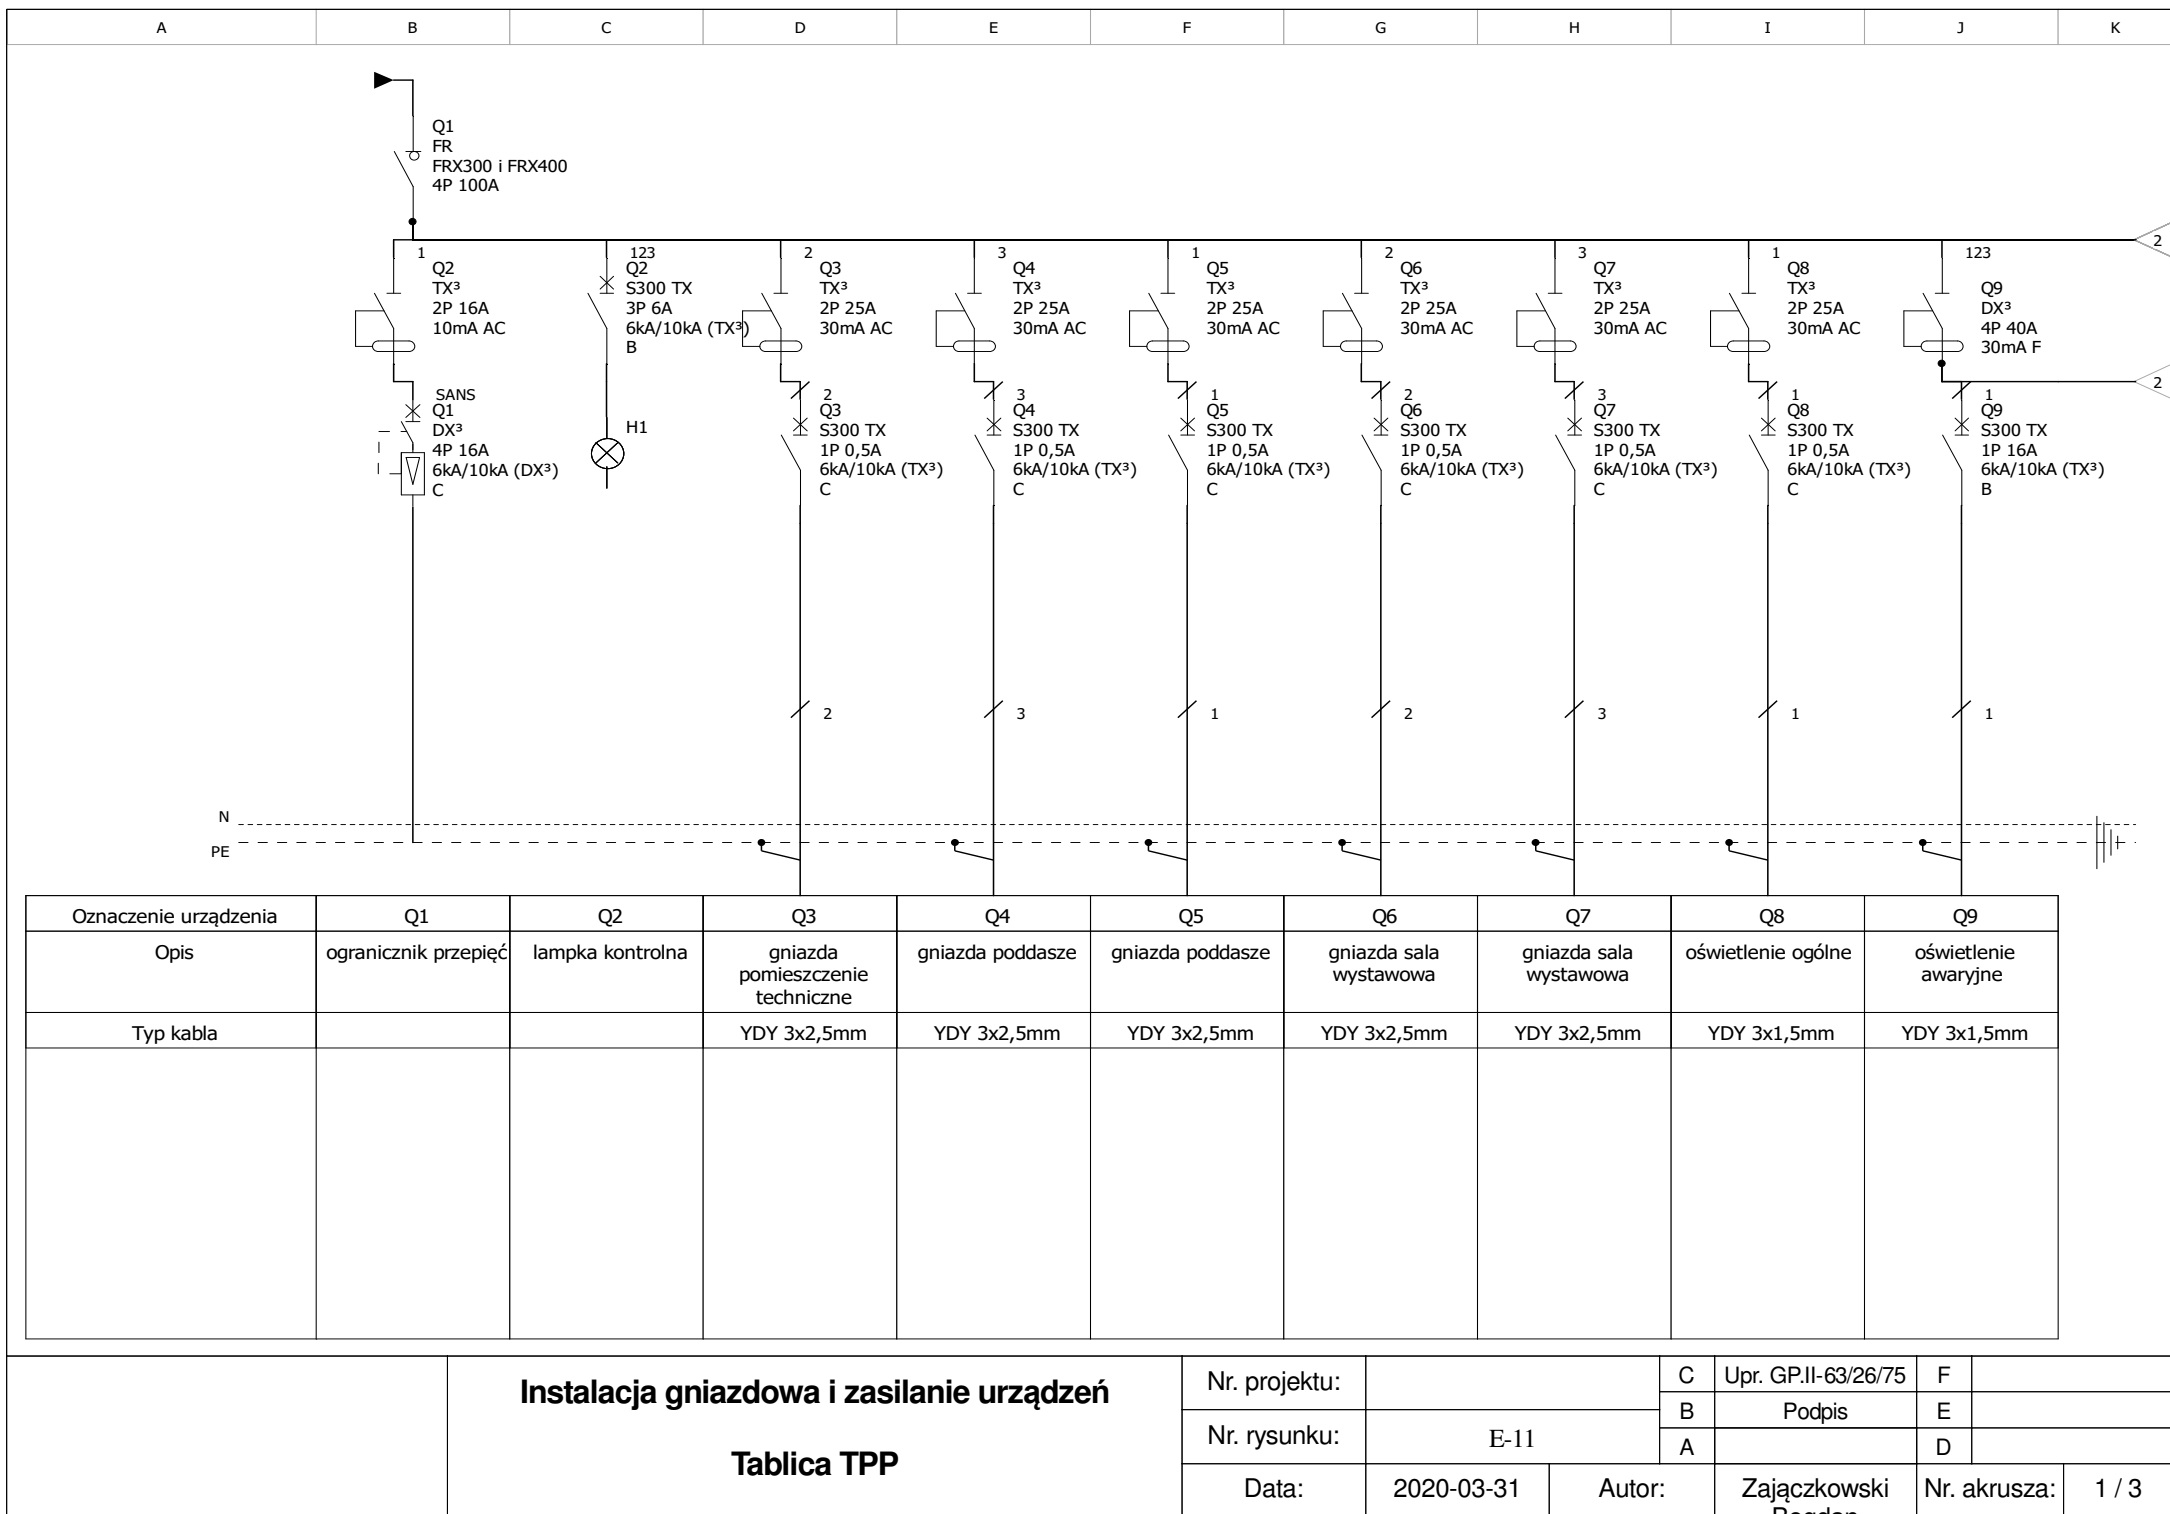 A B C D E F G H I J K
Q1
FR
FRX300 i FRX400
4P 100A
2
1 123 2 3 1 2 3 1 123
Q2
TX³
2P 16A
10mA AC
Q2
S300 TX
3P 6A
6kA/10kA (TX³)
B
Q3
TX³
2P 25A
30mA AC
Q4
TX³
2P 25A
30mA AC
Q5
TX³
2P 25A
30mA AC
Q6
TX³
2P 25A
30mA AC
Q7
TX³
2P 25A
30mA AC
Q8
TX³
2P 25A
30mA AC
Q9
DX³
4P 40A
30mA F
2
SANS
Q1
DX³
4P 16A
6kA/10kA (DX³)
C
H1
2
Q3
S300 TX
1P 0,5A
6kA/10kA (TX³)
C
3
Q4
S300 TX
1P 0,5A
6kA/10kA (TX³)
C
1
Q5
S300 TX
1P 0,5A
6kA/10kA (TX³)
C
2
Q6
S300 TX
1P 0,5A
6kA/10kA (TX³)
C
3
Q7
S300 TX
1P 0,5A
6kA/10kA (TX³)
C
1
Q8
S300 TX
1P 0,5A
6kA/10kA (TX³)
C
1
Q9
S300 TX
1P 16A
6kA/10kA (TX³)
B
2 3 1 2 3 1 1
N
PE
Oznaczenie urządzenia Q1 Q2 Q3 Q4 Q5 Q6 Q7 Q8 Q9
Opis
ogranicznik przepięć
lampka kontrolna
gniazda
pomieszczenie
techniczne
gniazda poddasze
gniazda poddasze
gniazda sala
wystawowa
gniazda sala
wystawowa
oświetlenie ogólne
oświetlenie
awaryjne
Typ kabla YDY 3x2,5mm YDY 3x2,5mm YDY 3x2,5mm YDY 3x2,5mm YDY 3x2,5mm YDY 3x1,5mm YDY 3x1,5mm
Instalacja gniazdowa i zasilanie urządzeń
Tablica TPP
Nr. projektu:
Nr. rysunku: E-11
C Upr. GP.II-63/26/75 F
B Podpis E
A D
Data: 2020-03-31 Autor: Zajączkowski
Bogdan
Nr. akrusza: 1 / 3